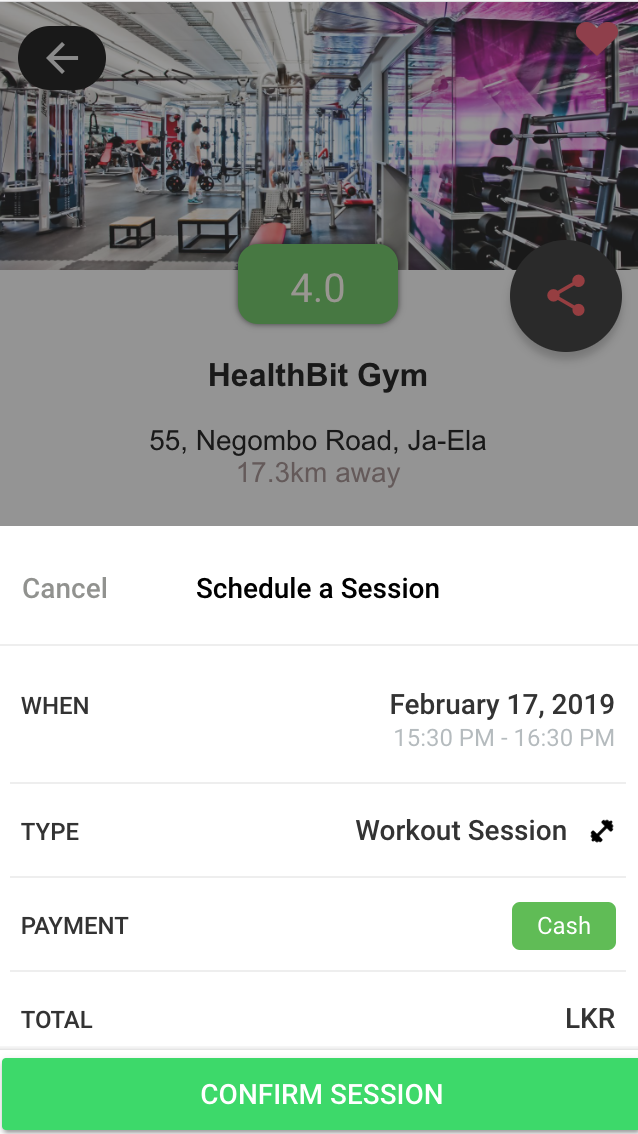 4.0
HealthBit Gym
55, Negombo Road, Ja-Ela
17.3km away
Cancel
Schedule a Session
WHEN
February 17, 2019
15:30 PM - 16:30 PM
TYPE
Workout Session
PAYMENT
Cash
TOTAL
LKR
CONFIRM SESSION